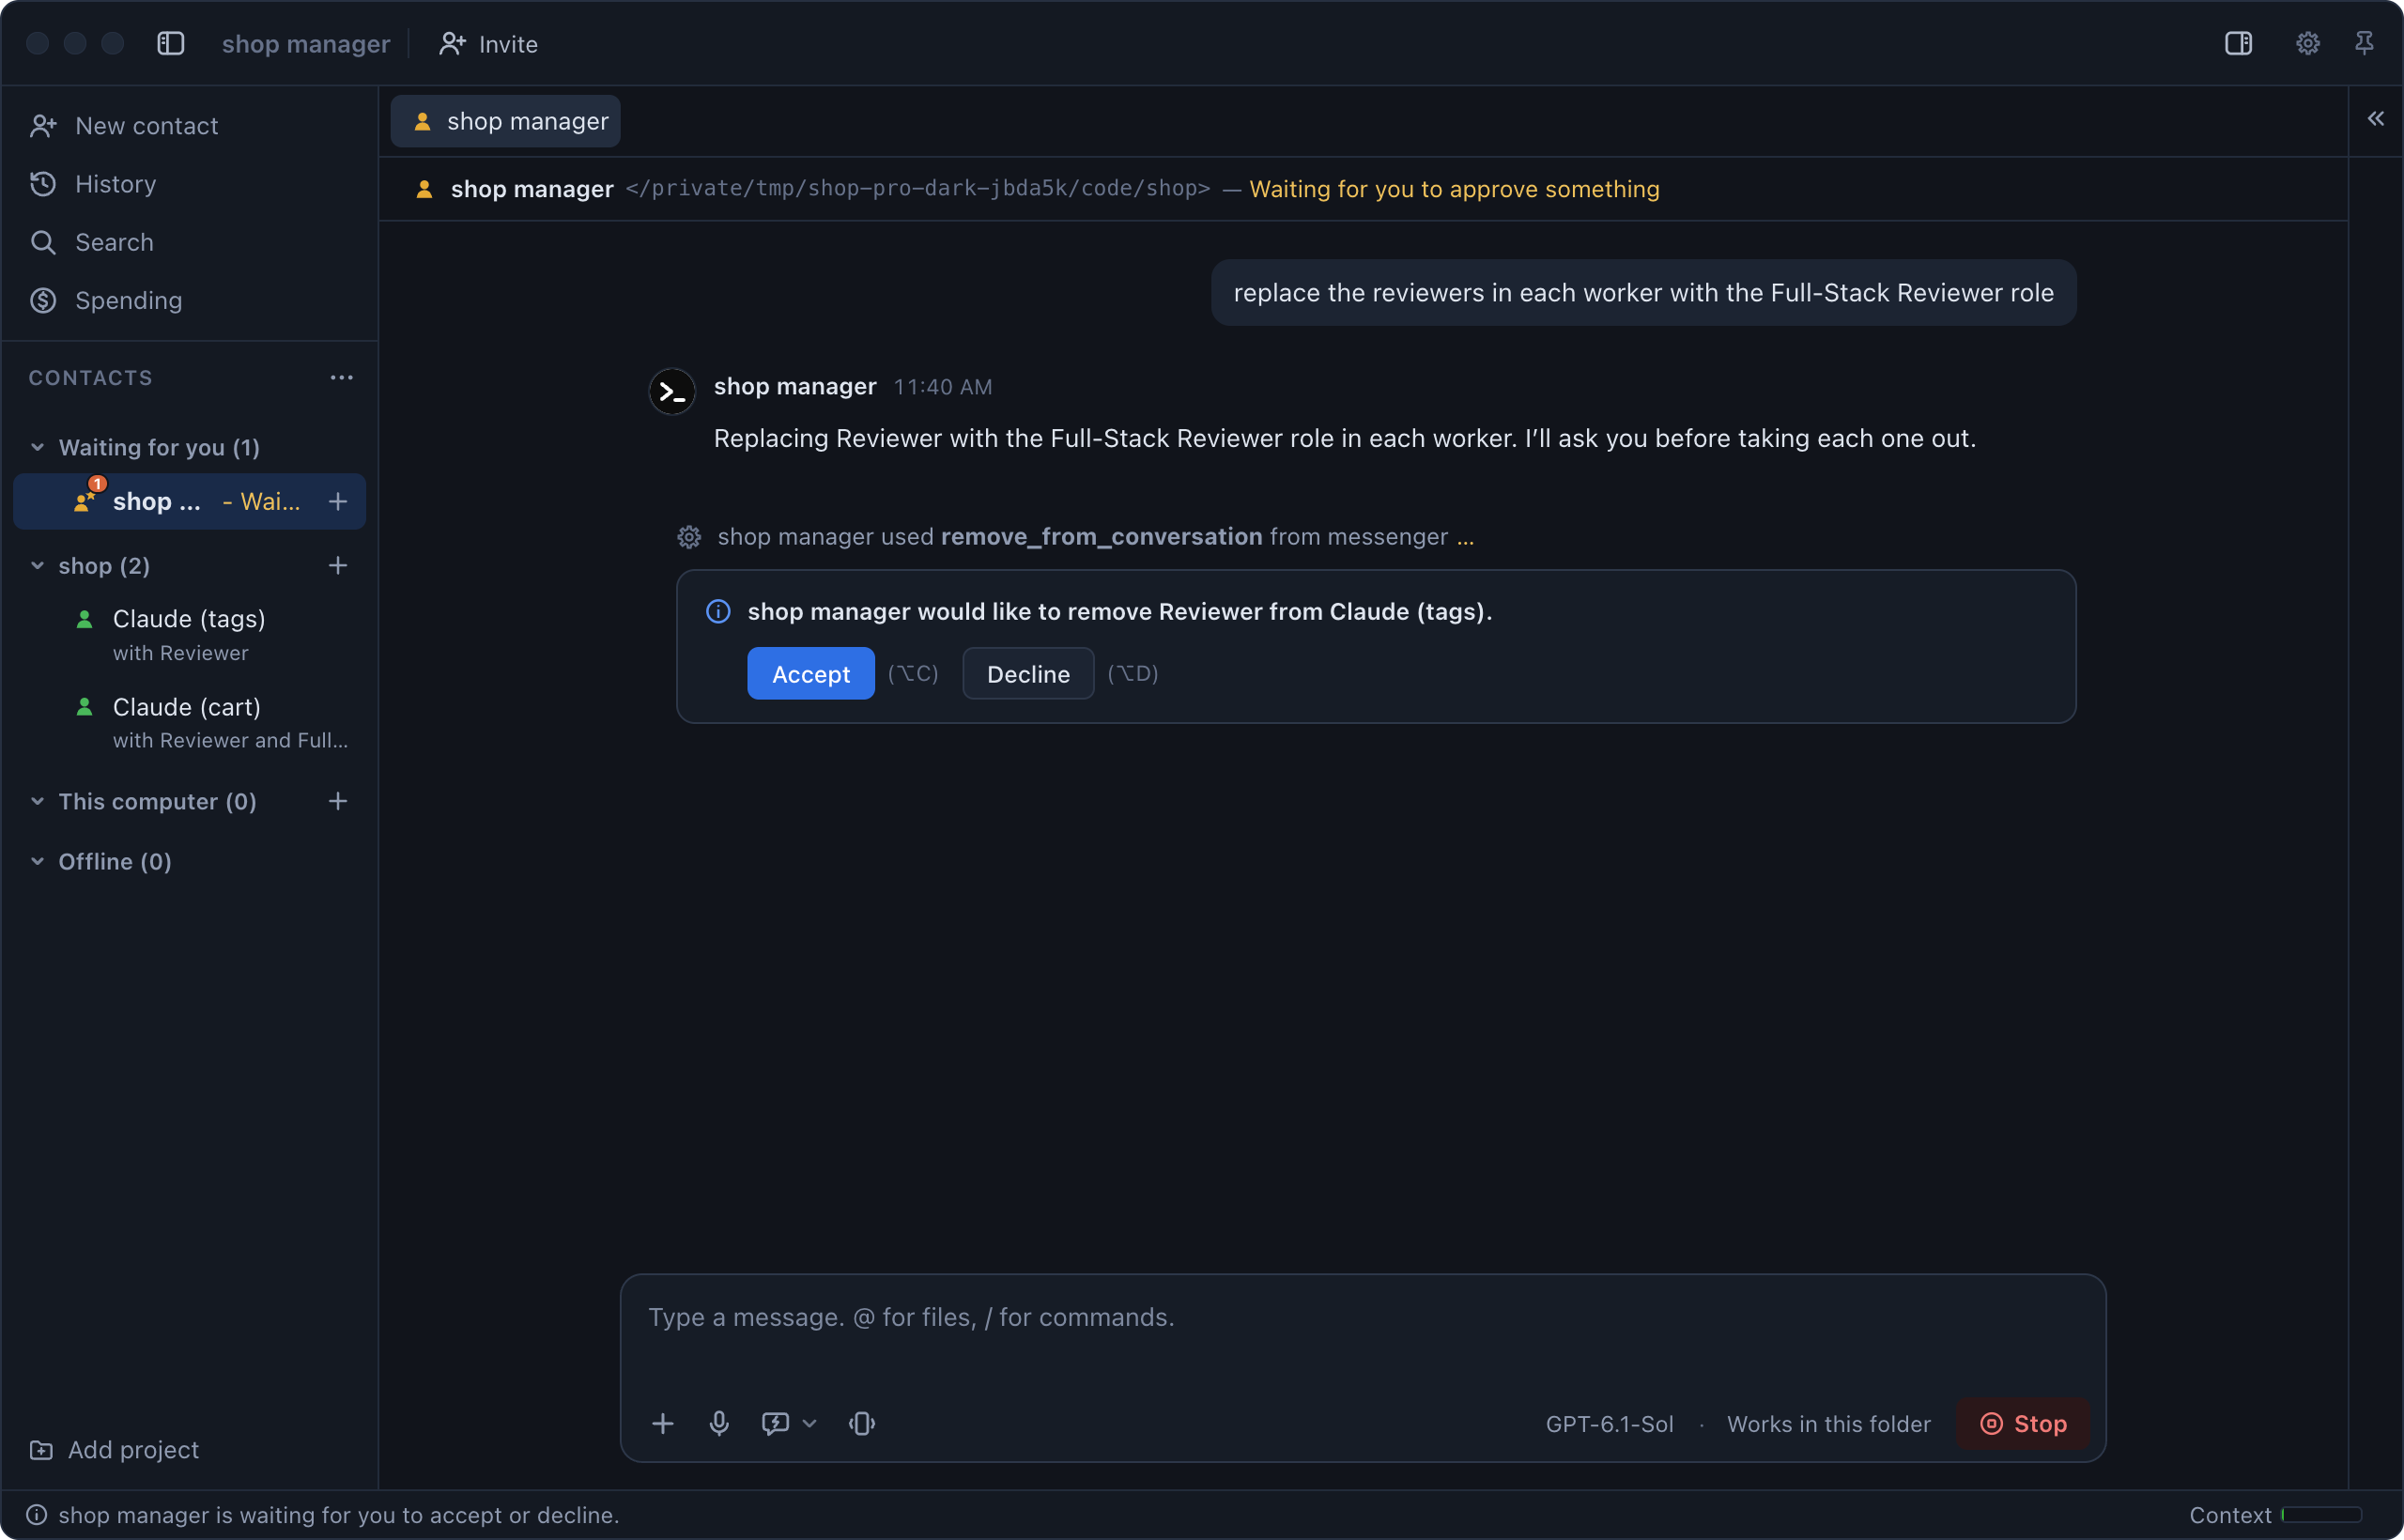 shop manager
Invite
New contact
History
Search
Spending
CONTACTS
Waiting for you (1)
1
shop ... - Wai...
shop (2)
Claude (tags)
with Reviewer
Claude (cart)
with Reviewer and Full...
This computer (0)
Offline (0)
Add project
shop manager
shop manager </private/tmp/shop-pro-dark-jbda5k/code/shop> — Waiting for you to approve something
replace the reviewers in each worker with the Full-Stack Reviewer role
shop manager 11:40 AM
Replacing Reviewer with the Full-Stack Reviewer role in each worker. I’ll ask you before taking each one out.
shop manager used remove_from_conversation from messenger ...
shop manager would like to remove Reviewer from Claude (tags).
Accept (⌥C) Decline (⌥D)
Type a message. @ for files, / for commands.
GPT-6.1-Sol · Works in this folder Stop
shop manager is waiting for you to accept or decline.
Context